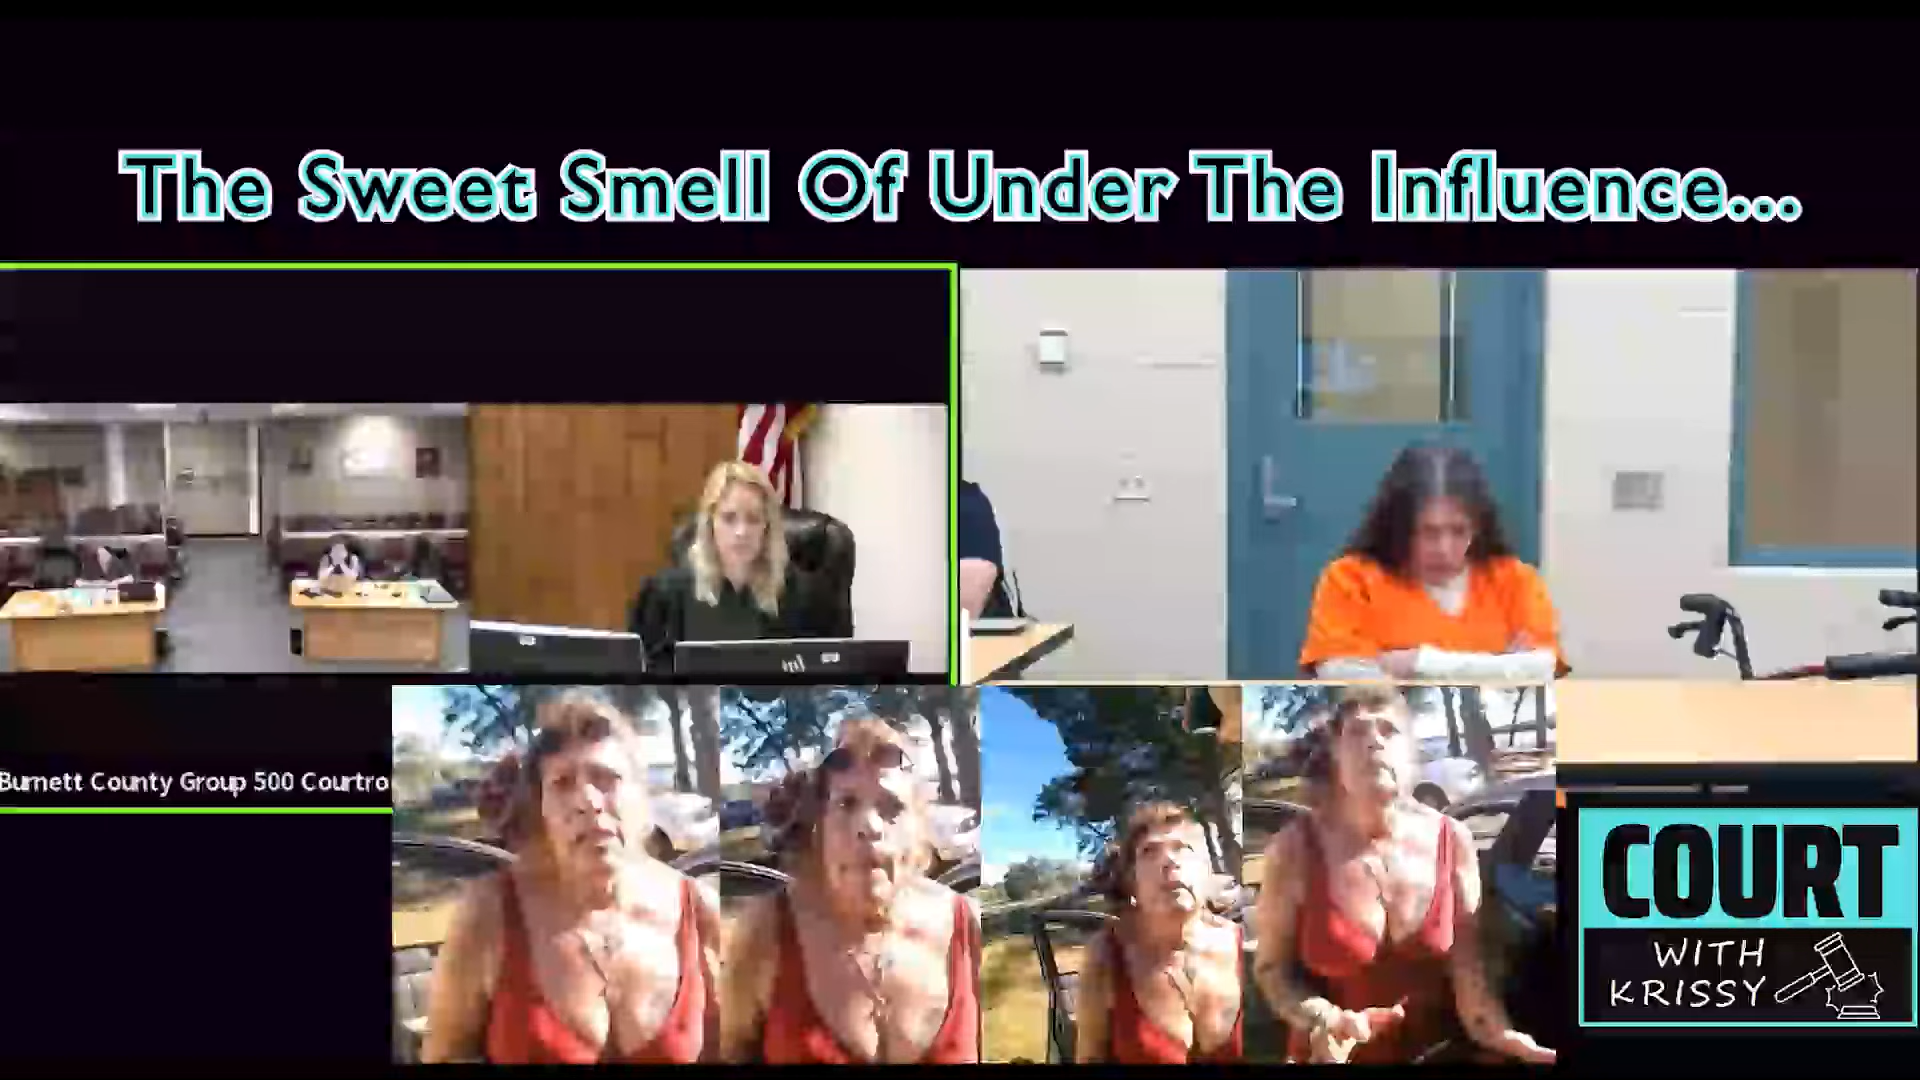 The Sweet Smell Of Under The Influence...
Burnett County Group 500 Courtro
COURT
WITH
KRISSY